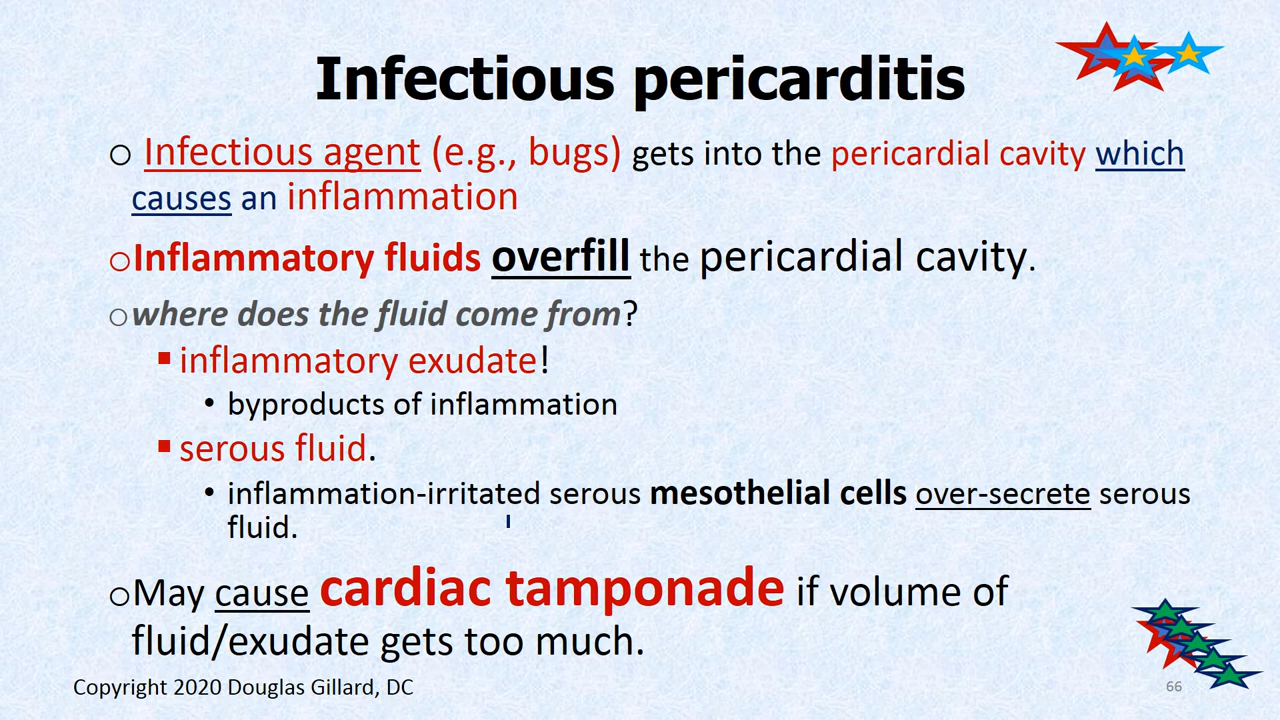 Infectious pericarditis
○ Infectious agent (e.g., bugs) gets into the pericardial cavity which
causes an inflammation
○Inflammatory fluids overfill the pericardial cavity.
○where does the fluid come from?
▪ inflammatory exudate!
• byproducts of inflammation
▪ serous fluid.
• inflammation-irritated serous mesothelial cells over-secrete serous
fluid.
○May cause cardiac tamponade if volume of
fluid/exudate gets too much.
Copyright 2020 Douglas Gillard, DC
66